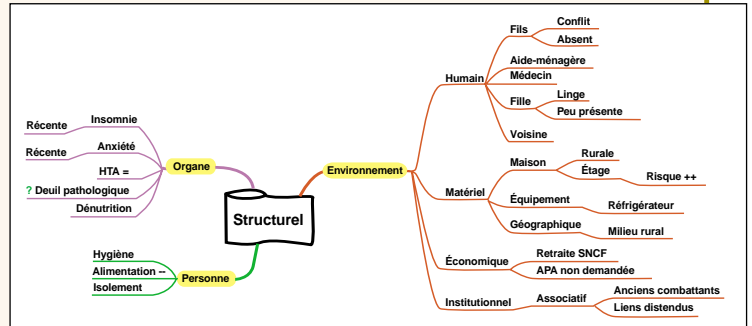 Structurel
Organe
Insomnie
Récente
Anxiété
Récente
HTA =
? Deuil pathologique
Dénutrition
Personne
Hygiène
Alimentation --
Isolement
Environnement
Humain
Fils
Conflit
Absent
Aide-ménagère
Médecin
Fille
Linge
Peu présente
Voisine
Matériel
Maison
Rurale
Étage
Risque ++
Équipement
Réfrigérateur
Géographique
Milieu rural
Économique
Retraite SNCF
APA non demandée
Institutionnel
Associatif
Anciens combattants
Liens distendus